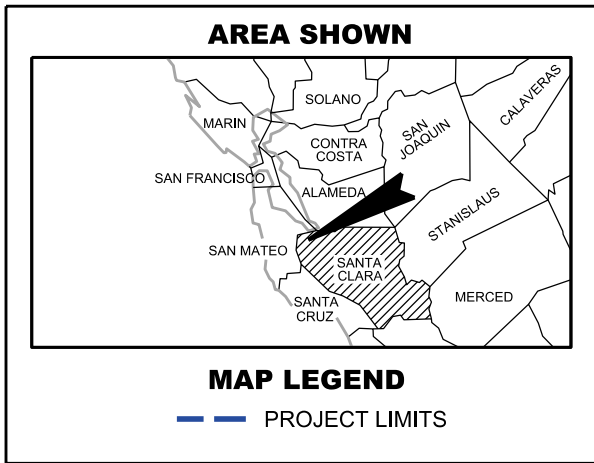 AREA SHOWN
SOLANO
CALAVERAS
MARIN
SAN
JOAQUIN
CONTRA
COSTA
SAN FRANCISCO
ALAMEDA
STANISLAUS
SAN MATEO
SANTA
CLARA
MERCED
SANTA
CRUZ
MAP LEGEND
PROJECT LIMITS